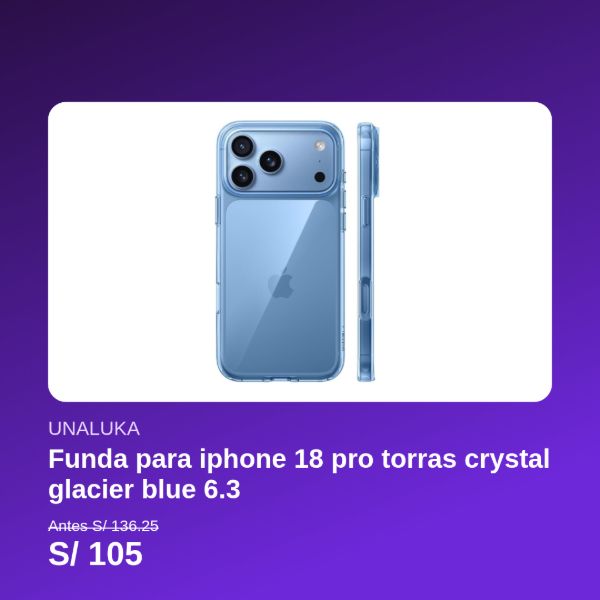 UNALUKA
Funda para iphone 18 pro torras crystal
glacier blue 6.3
Antes S/ 136.25
S/ 105